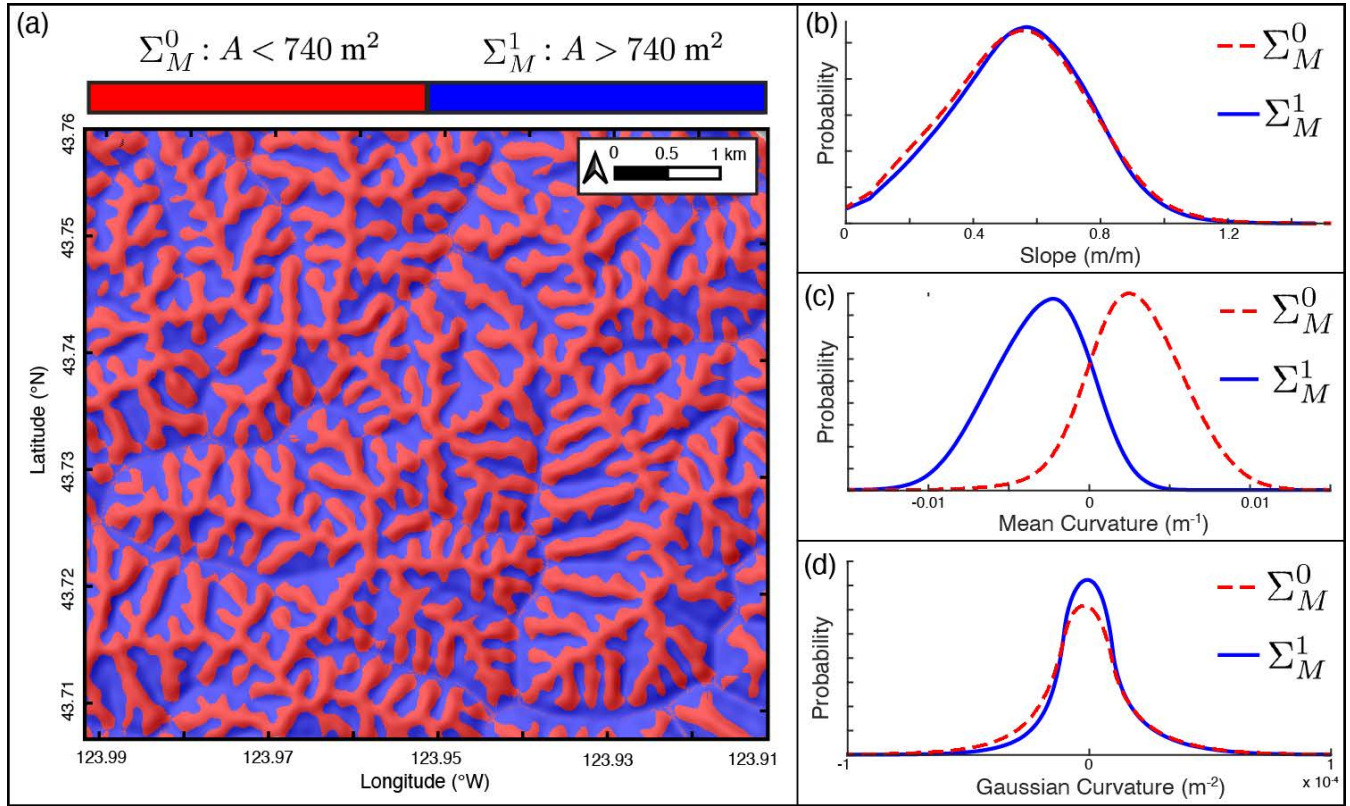 (a)
Σ⁰_M : A < 740 m² Σ¹_M : A > 740 m²
0 0.5 1 km
43.76
43.75
43.74
43.73
43.72
43.71
Latitude (°N)
123.99 123.97 123.95 123.93 123.91
Longitude (°W)
(b)
Σ⁰_M
Σ¹_M
Probability
0 0.4 0.8 1.2
Slope (m/m)
(c)
Σ⁰_M
Σ¹_M
Probability
-0.01 0 0.01
Mean Curvature (m⁻¹)
(d)
Σ⁰_M
Σ¹_M
Probability
-1 0 1
Gaussian Curvature (m⁻²) x 10⁻⁴